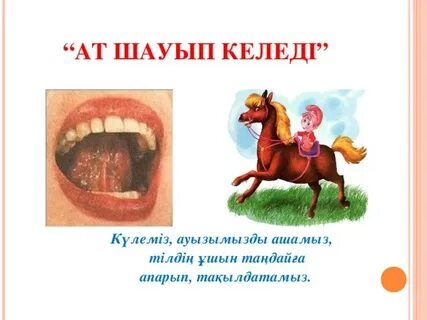 “АТ ШАУЫП КЕЛЕДІ”
Күлеміз, ауызымызды ашамыз,
тілдің ұшын таңдайға
апарып, тақылдатамыз.